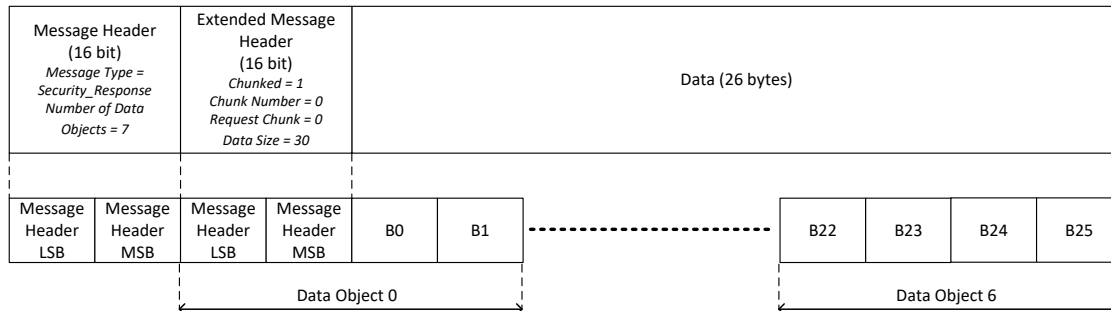 Message Header
(16 bit)
Message Type =
Security_Response
Number of Data
Objects = 7
Extended Message
Header
(16 bit)
Chunked = 1
Chunk Number = 0
Request Chunk = 0
Data Size = 30
Data (26 bytes)
Message
Header
LSB
Message
Header
MSB
Message
Header
LSB
Message
Header
MSB
B0
B1
B22
B23
B24
B25
Data Object 0
Data Object 6